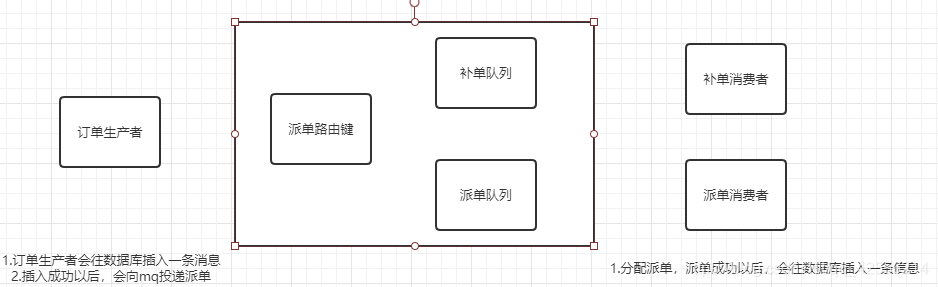 订单生产者
派单路由键
补单队列
派单队列
补单消费者
派单消费者
1.订单生产者会往数据库插入一条消息
2.插入成功以后，会向mq投递派单
1.分配派单，派单成功以后，会往数据库插入一条信息